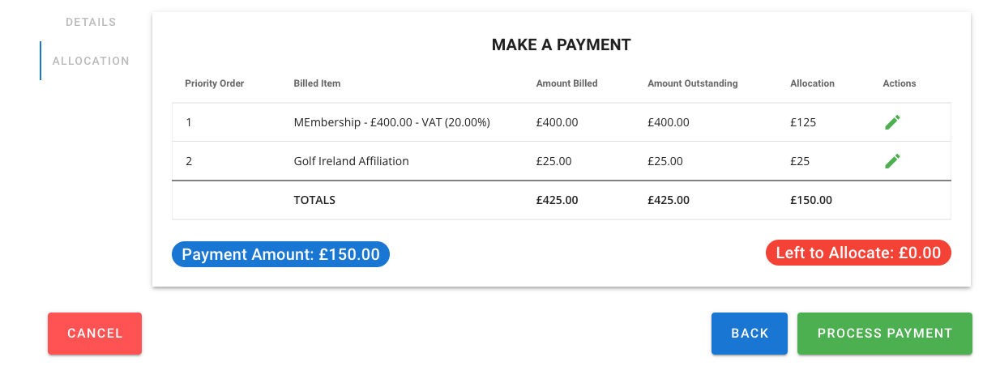 DETAILS
ALLOCATION
MAKE A PAYMENT
Priority Order Billed Item Amount Billed Amount Outstanding Allocation Actions
1 MEmbership - £400.00 - VAT (20.00%) £400.00 £400.00 £125
2 Golf Ireland Affiliation £25.00 £25.00 £25
TOTALS £425.00 £425.00 £150.00
Payment Amount: £150.00 Left to Allocate: £0.00
CANCEL BACK PROCESS PAYMENT